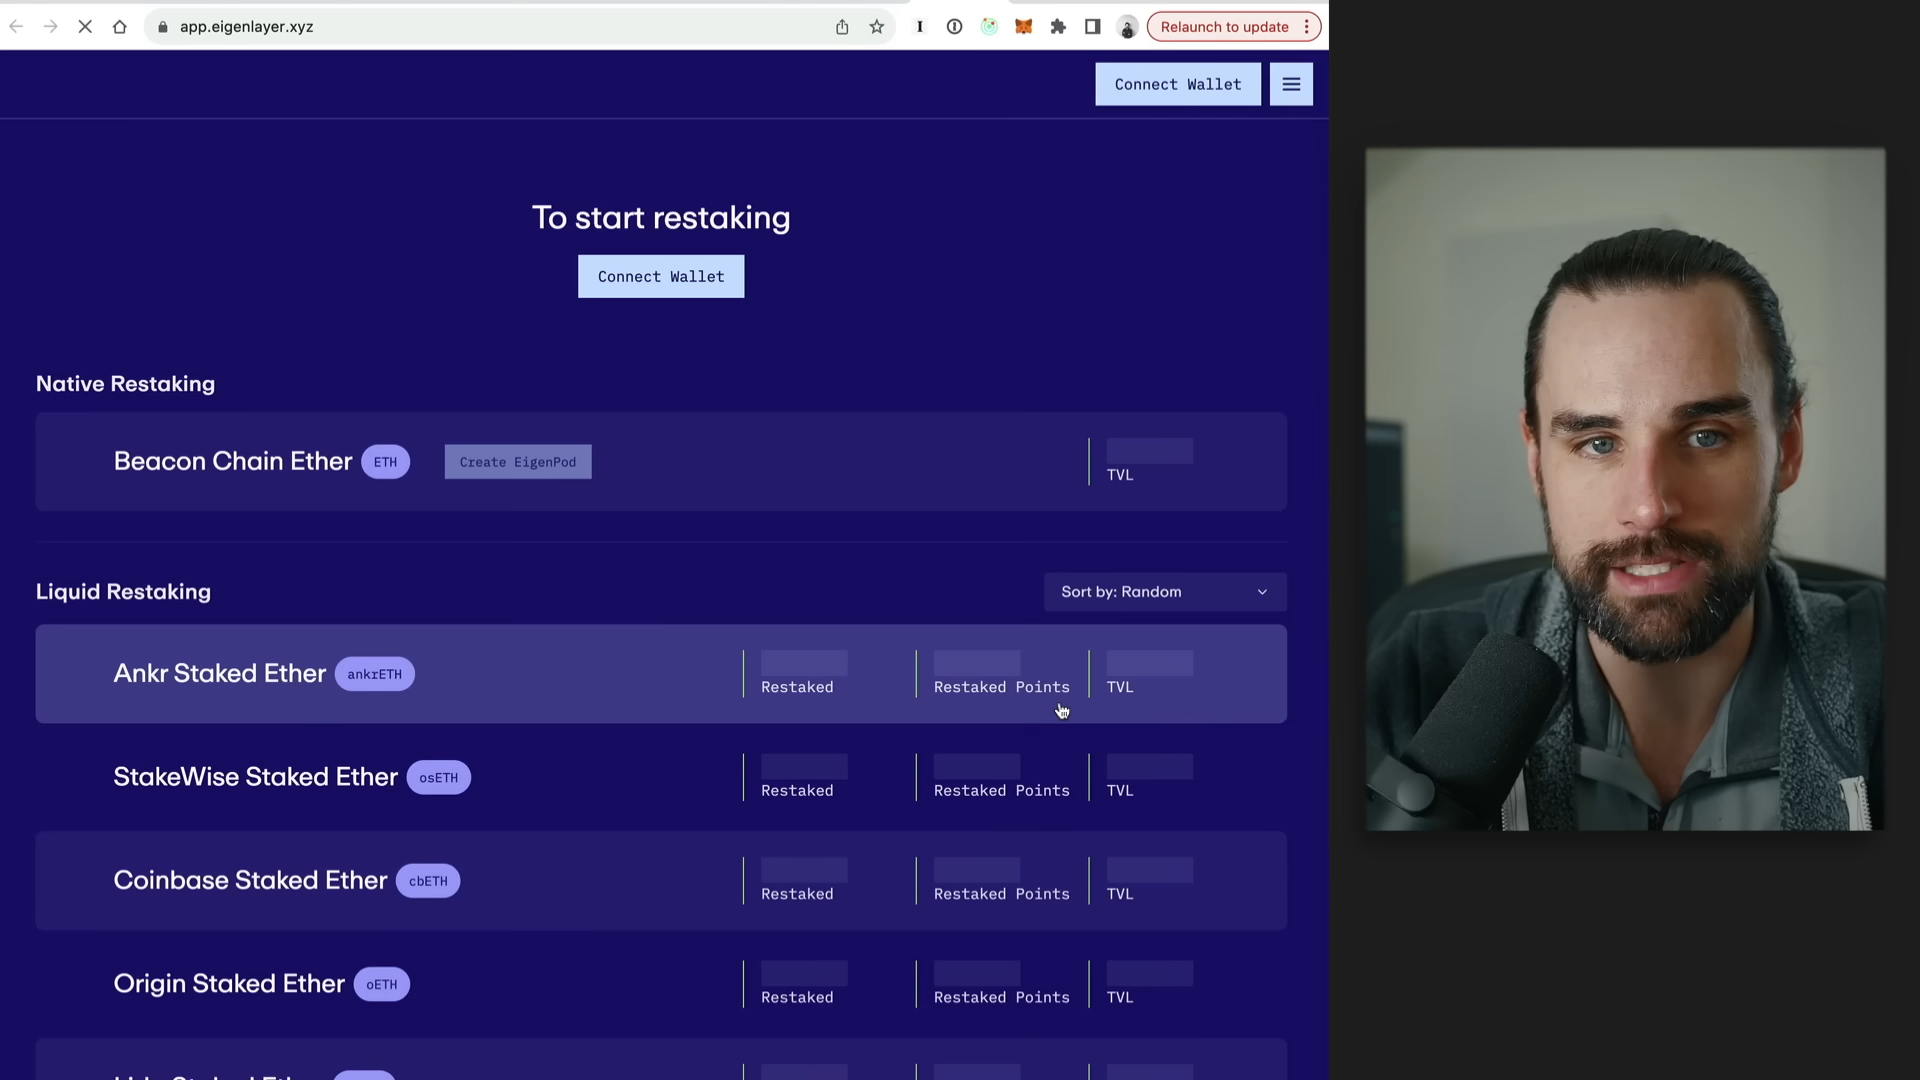 app.eigenlayer.xyz
Relaunch to update
Connect Wallet
To start restaking
Connect Wallet
Native Restaking
Beacon Chain Ether ETH Create EigenPod TVL
Liquid Restaking Sort by: Random
Ankr Staked Ether ankrETH Restaked Restaked Points TVL
StakeWise Staked Ether osETH Restaked Restaked Points TVL
Coinbase Staked Ether cbETH Restaked Restaked Points TVL
Origin Staked Ether oETH Restaked Restaked Points TVL